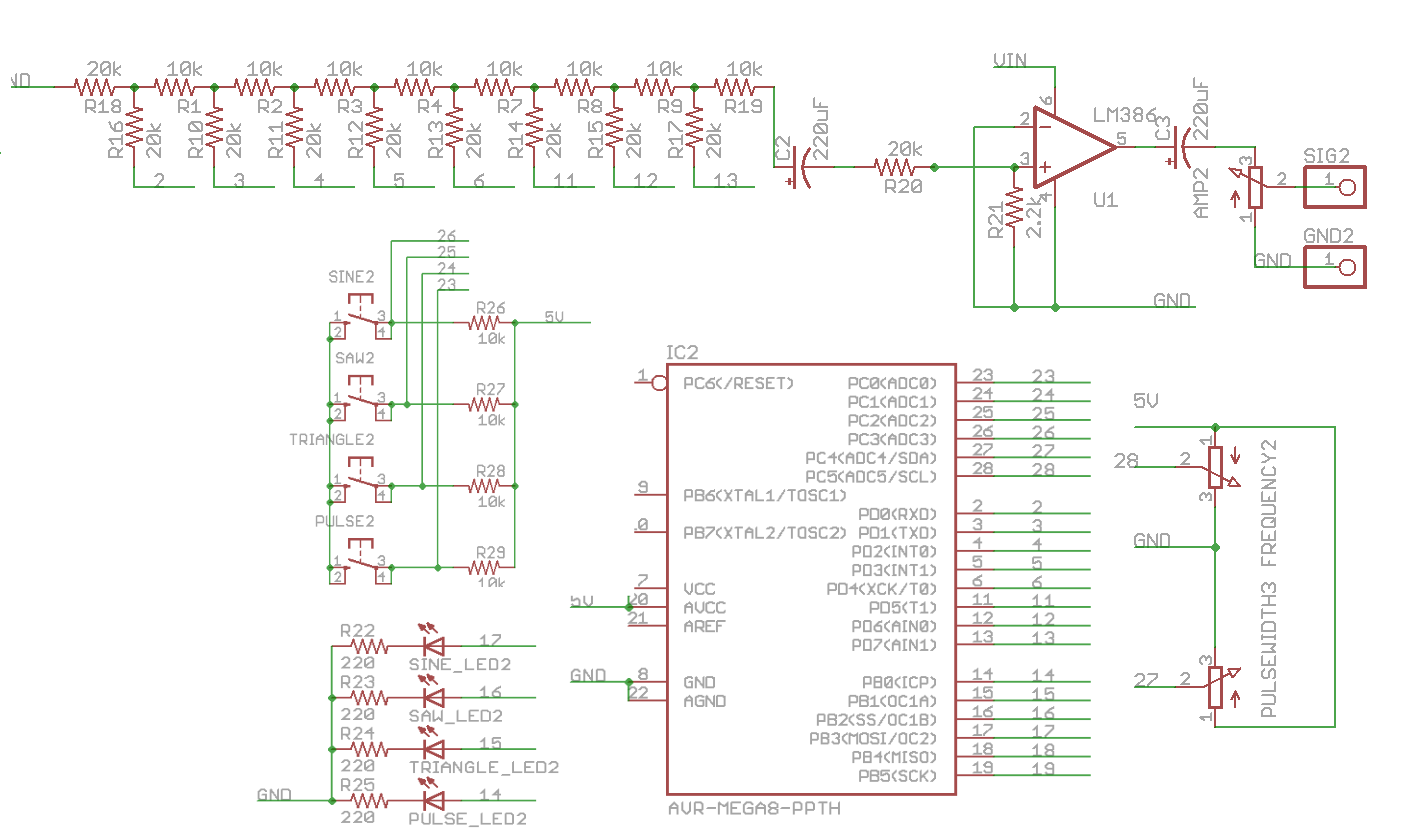 20k 10k 10k 10k 10k 10k 10k 10k 10k
ND R18 R1 R2 R3 R4 R7 R8 R9 R19
R16 20k R10 20k R11 20k R12 20k R13 20k R14 20k R15 20k R17 20k
2 3 4 5 6 11 12 13
C2 220uF
20k
R20
VIN
6
LM386
2
3
5
4
U1
R21 2.2k
C3 220uF
AMP2
3
2
1
SIG2
1
GND2
GND 1
GND
26
25
24
23
SINE2
1 3
2 4
R26
10k
5V
SAW2
1 3
2 4
R27
10k
TRIANGLE2
1 3
2 4
R28
10k
PULSE2
1 3
2 4
R29
10k
R22
220
17
SINE_LED2
R23
220
16
SAW_LED2
R24
220
15
TRIANGLE_LED2
GND
R25
220
14
PULSE_LED2
IC2
1 PC6(/RESET) PC0(ADC0) 23 23
PC1(ADC1) 24 24
PC2(ADC2) 25 25
PC3(ADC3) 26 26
PC4(ADC4/SDA) 27 27
PC5(ADC5/SCL) 28 28
9 PB6(XTAL1/TOSC1)
PD0(RXD) 2 2
0 PB7(XTAL2/TOSC2) PD1(TXD) 3 3
PD2(INT0) 4 4
PD3(INT1) 5 5
7 VCC PD4(XCK/T0) 6 6
5V 20 AVCC PD5(T1) 11 11
21 AREF PD6(AIN0) 12 12
PD7(AIN1) 13 13
GND 8 GND PB0(ICP) 14 14
22 AGND PB1(OC1A) 15 15
PB2(SS/OC1B) 16 16
PB3(MOSI/OC2) 17 17
PB4(MISO) 18 18
PB5(SCK) 19 19
AVR-MEGA8-PPTH
5V
1
28 2
3
FREQUENCY2
GND
3
27 2
1
PULSEWIDTH3